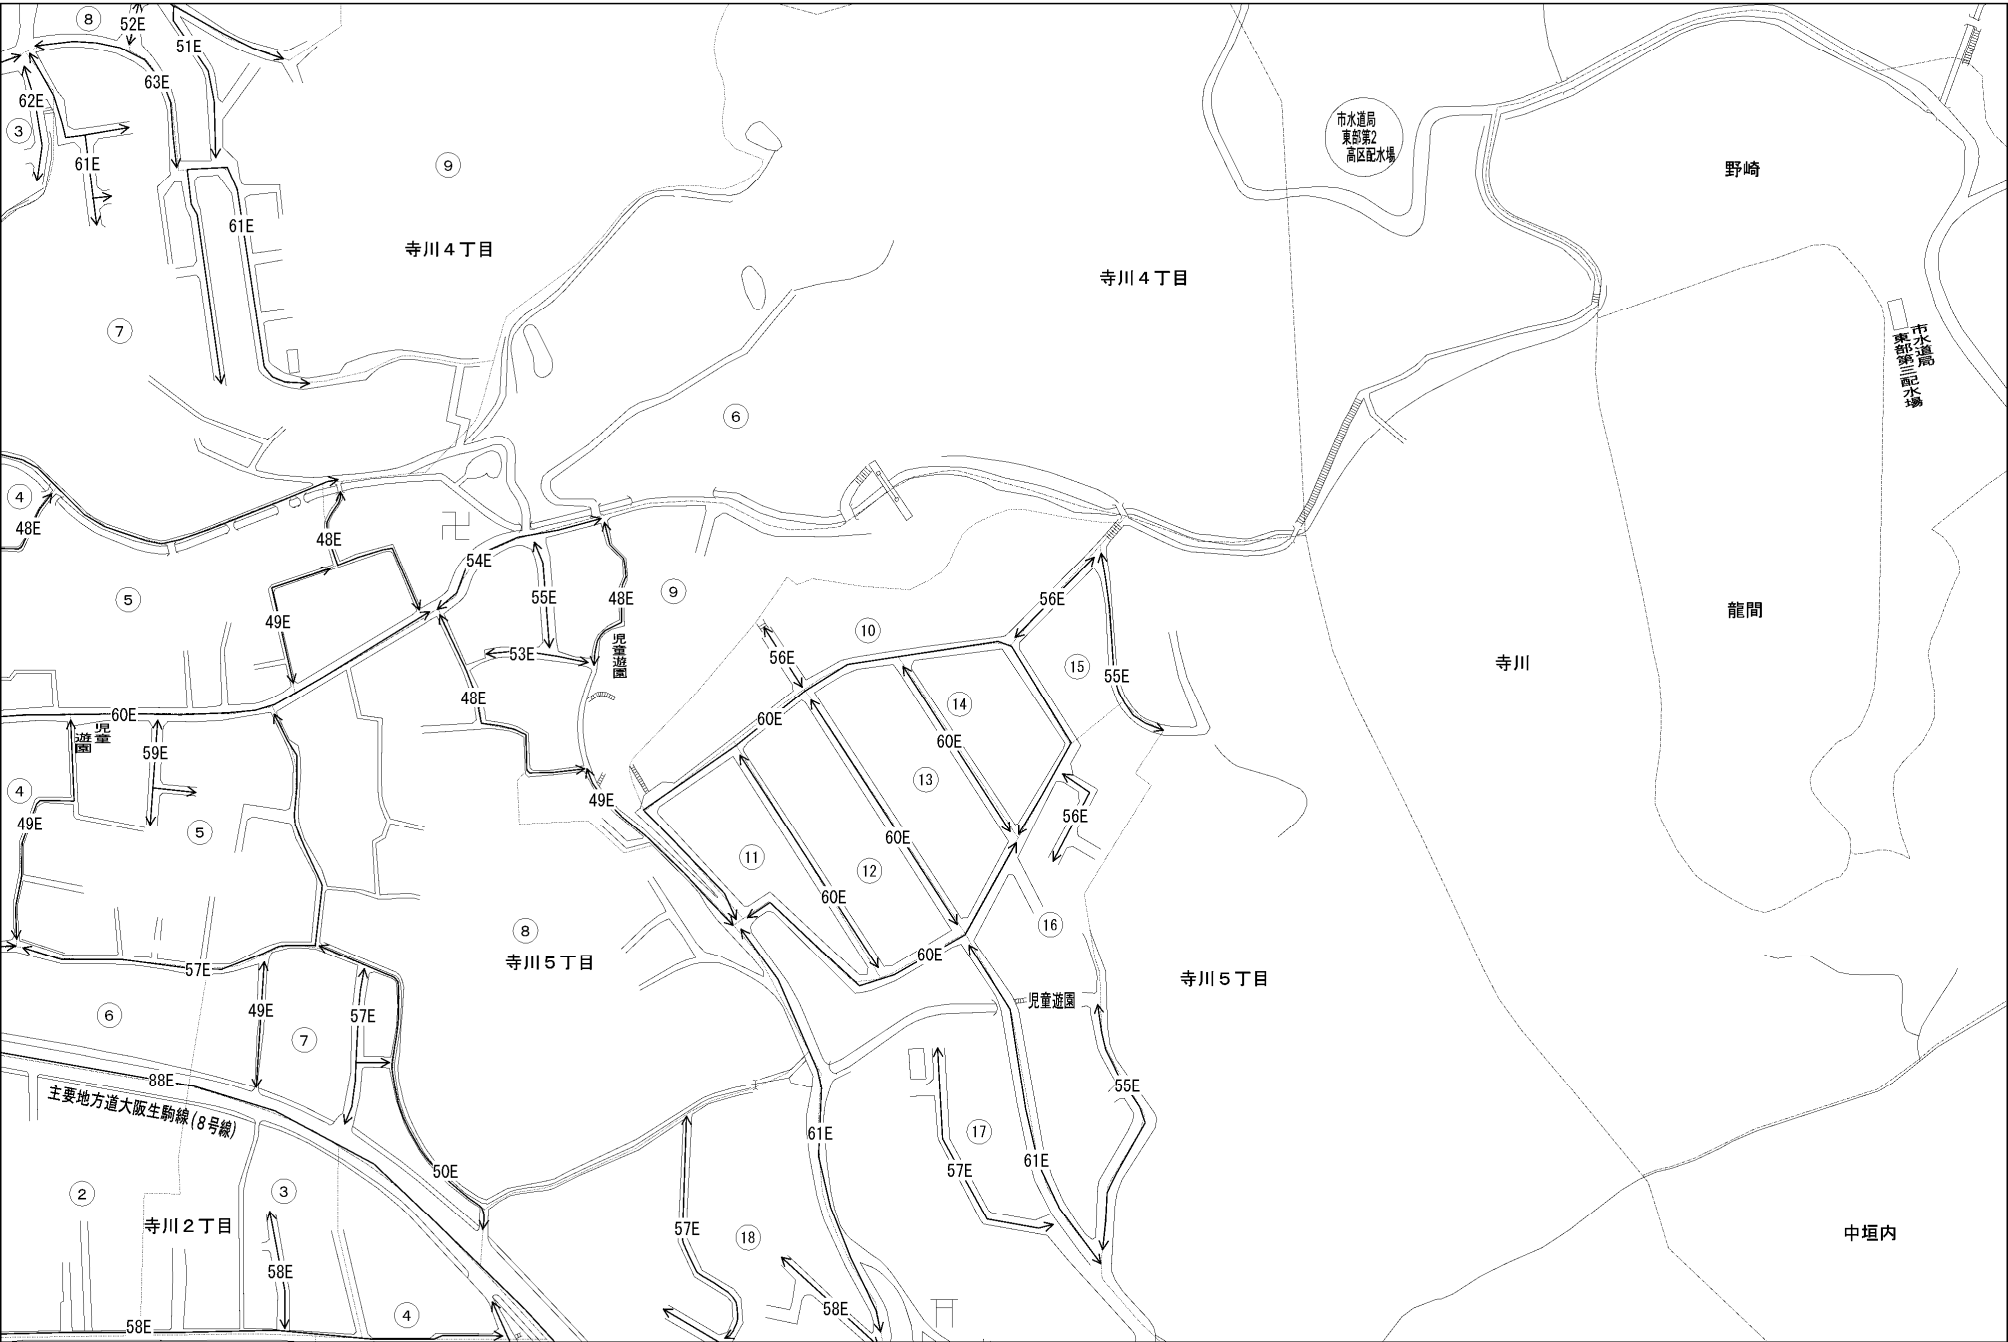 8
52E
51E
63E
62E
3
61E
9
61E
寺川４丁目
7
市水道局
東部第2
高区配水場
野崎
寺川４丁目
市水道局
東部第三配水場
6
4
48E
48E
54E
55E
48E
9
5
49E
53E
児童遊園
48E
56E
10
56E
15
55E
14
寺川
龍間
60E
児童
遊園
59E
60E
60E
13
4
49E
5
49E
56E
60E
11
12
60E
16
8
寺川５丁目
60E
57E
寺川５丁目
児童遊園
6
49E
57E
7
88E
主要地方道大阪生駒線(8号線)
55E
61E
17
61E
57E
50E
2
3
寺川２丁目
57E
18
中垣内
58E
58E
4
58E